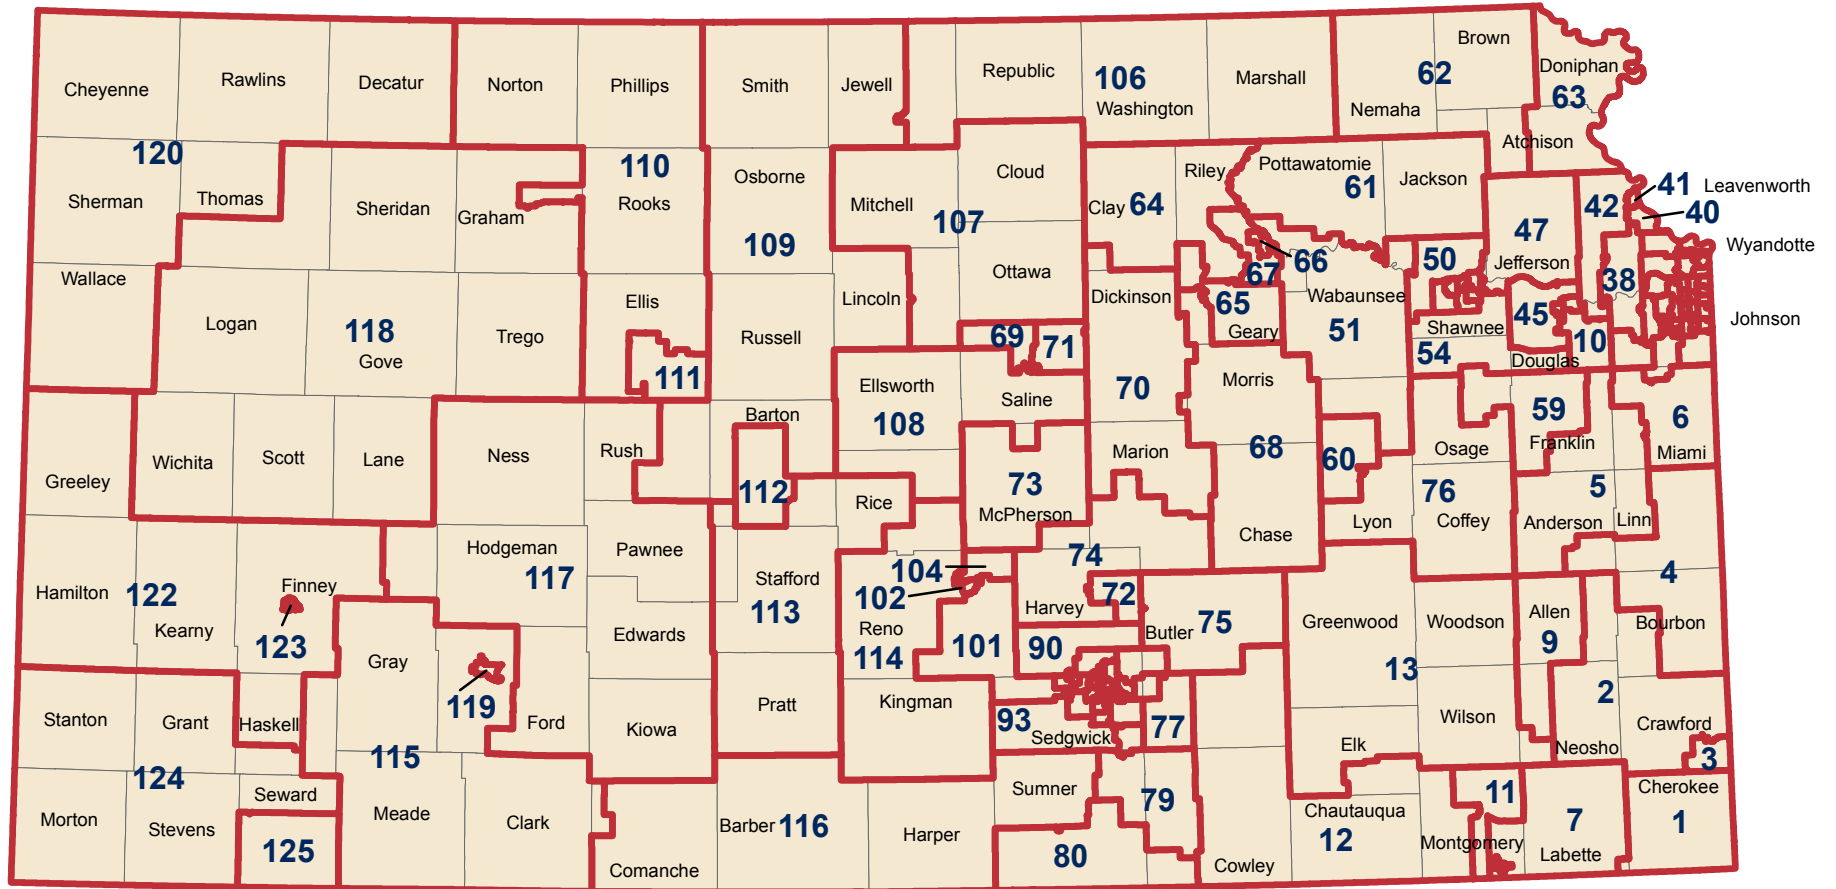 Cheyenne
Rawlins
Decatur
Norton
Phillips
Smith
Jewell
Republic
106
Washington
Marshall
62
Brown
Nemaha
Doniphan
63
Atchison
120
110
Osborne
Cloud
Riley
Pottawatomie
61
Jackson
Sherman
Thomas
Sheridan
Graham
Rooks
Mitchell
107
Clay
64
42
41
Leavenworth
40
109
47
Wyandotte
Wallace
Ottawa
67
66
50
Jefferson
38
Ellis
Lincoln
Dickinson
65
Wabaunsee
Logan
118
Gove
Trego
Russell
69
71
Geary
51
Shawnee
45
10
Johnson
54
Douglas
111
Ellsworth
108
Saline
70
Morris
Barton
59
6
Greeley
Wichita
Scott
Lane
Ness
Rush
Marion
68
60
Osage
Franklin
Miami
112
Rice
73
McPherson
76
Coffey
5
Anderson
Linn
Chase
Lyon
Hodgeman
117
Pawnee
74
Hamilton
122
Kearny
Finney
123
Stafford
113
104
102
Reno
114
Harvey
72
4
Edwards
101
90
Butler
75
Greenwood
Woodson
Allen
9
Bourbon
Gray
119
13
Stanton
Grant
Haskell
Ford
Kiowa
Pratt
Kingman
93
Sedgwick
77
Wilson
2
Crawford
Elk
Neosho
3
124
115
Seward
Sumner
79
11
Cherokee
Morton
Stevens
125
Meade
Clark
Barber
116
Harper
80
Chautauqua
12
Montgomery
7
Labette
1
Comanche
Cowley